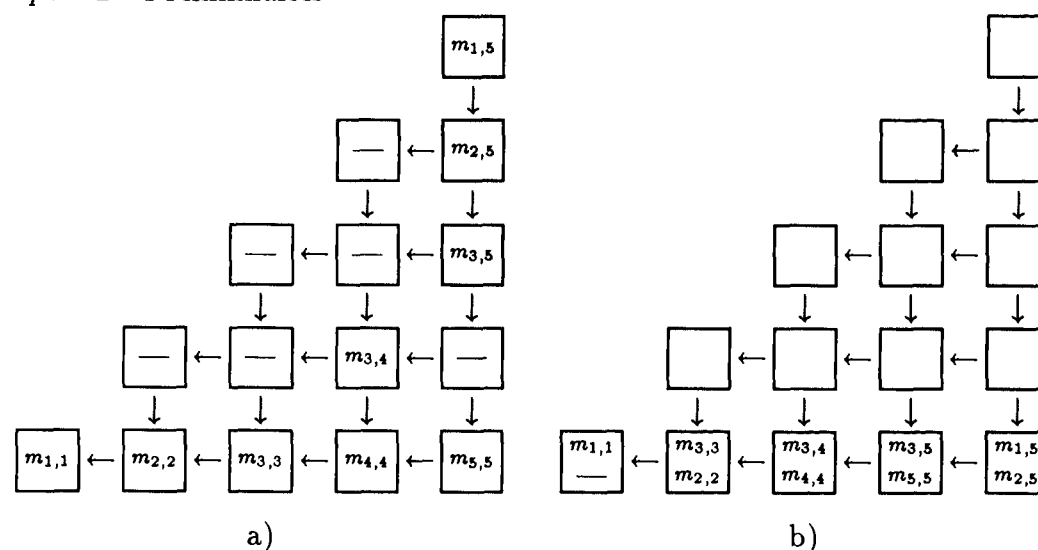 m1,5
— m2,5
— — m3,5
— — m3,4 —
m1,1 m2,2 m3,3 m4,4 m5,5
a)
m1,1 m3,3 m3,4 m3,5 m1,5
— m2,2 m4,4 m5,5 m2,5
b)